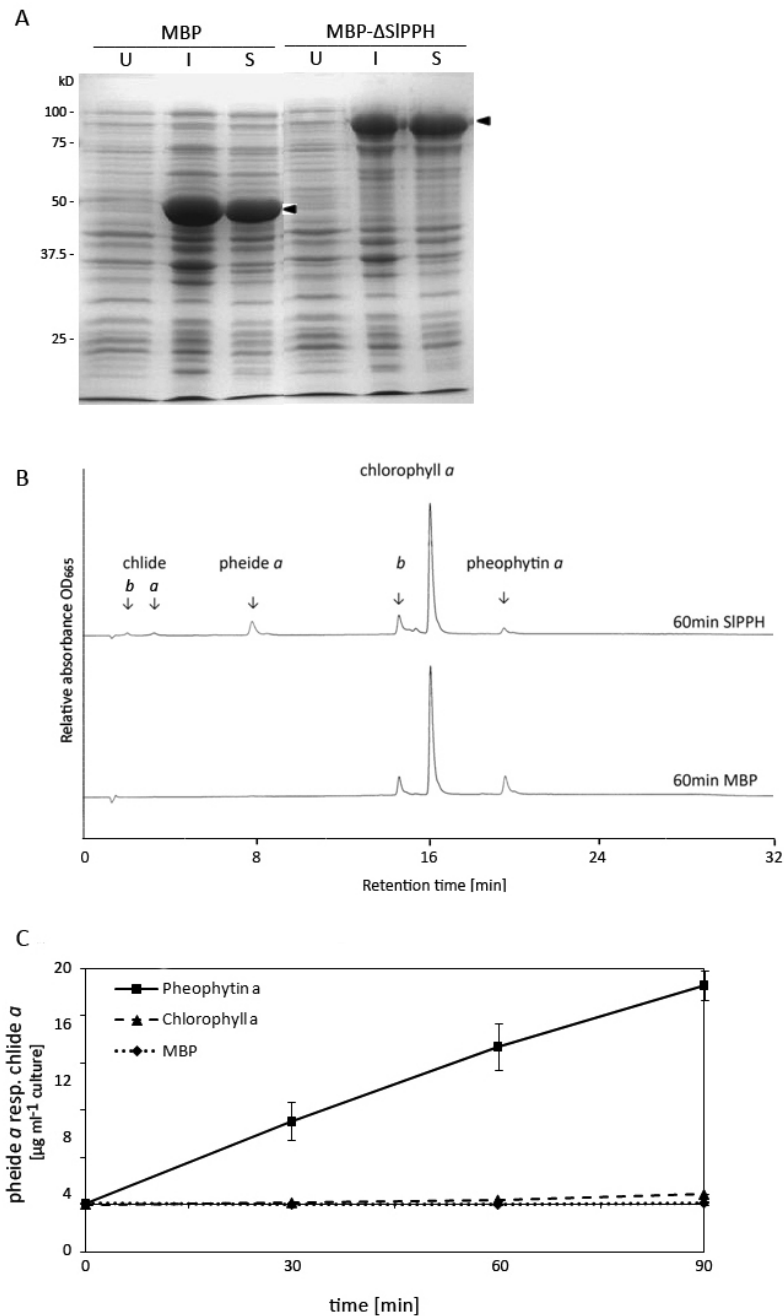 A
MBP MBP-ΔSlPPH
U I S U I S
kD
100 -
75 -
50 -
37.5 -
25 -
B
chlorophyll a
chlide pheide a b pheophytin a
b a
Relative absorbance OD665
60min SlPPH
60min MBP
0 8 16 24 32
Retention time [min]
C
pheide a resp. chlide a
[µg ml-1 culture]
20
16
12
8
4
0
Pheophytin a
Chlorophyll a
MBP
0 30 60 90
time [min]